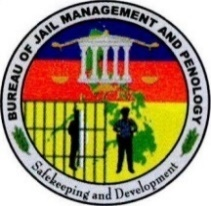 BUREAU OF JAIL MANAGEMENT AND PENOLOGY
Safekeeping and Development